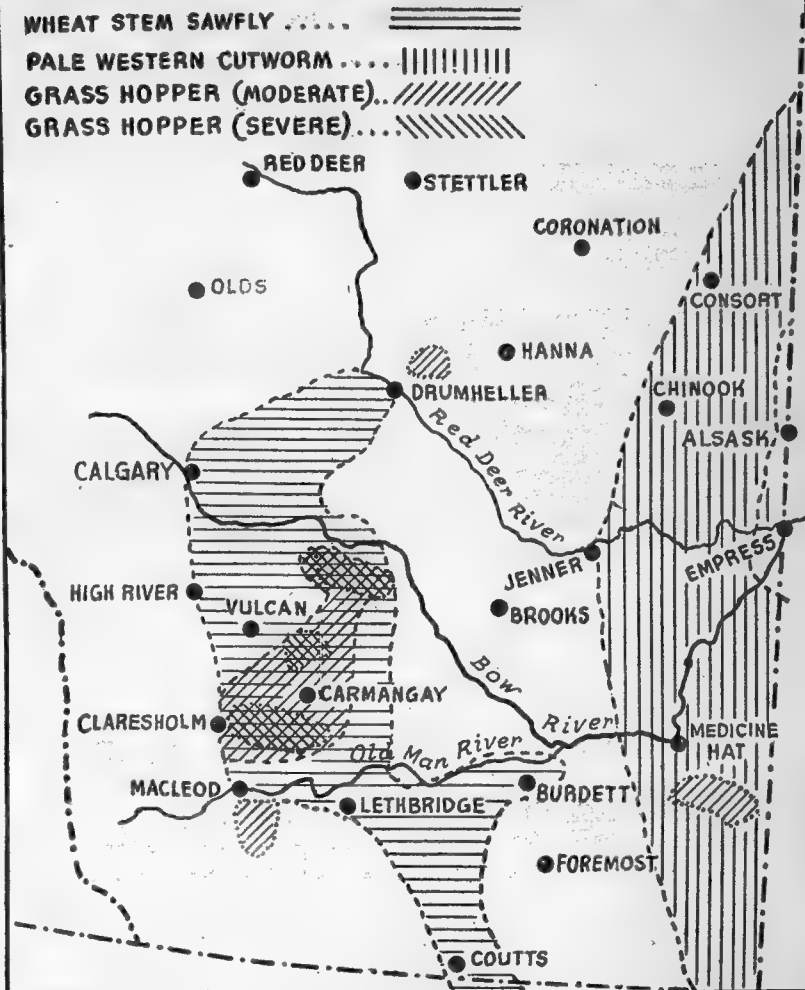 WHEAT STEM SAWFLY .....
PALE WESTERN CUTWORM ....
GRASS HOPPER (MODERATE)..
GRASS HOPPER (SEVERE)....
RED DEER
STETTLER
CORONATION
OLDS
CONSORT
HANNA
DRUMHELLER
CHINOOK
Red Deer River
ALSASK
CALGARY
JENNER
EMPRESS
HIGH RIVER
VULCAN
BROOKS
Bow River
CARMANGAY
CLARESHOLM
Old Man River
MEDICINE
HAT
MACLEOD
LETHBRIDGE
BURDETT
FOREMOST
COUTTS